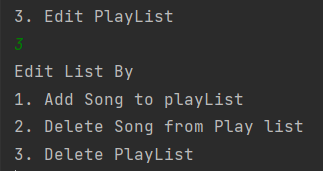 3. Edit PlayList
3
Edit List By
1. Add Song to playList
2. Delete Song from Play list
3. Delete PlayList